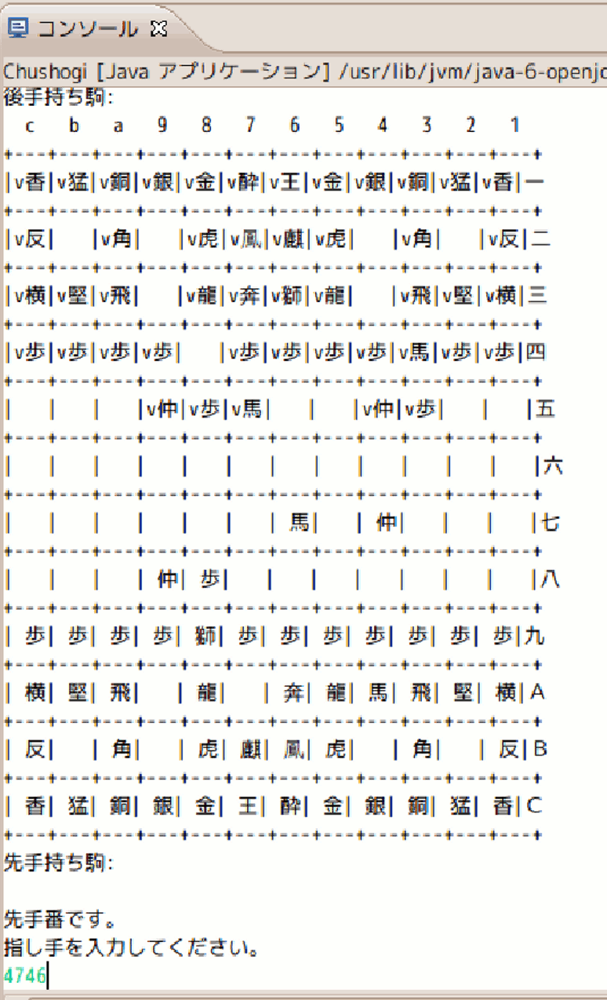 コンソール
Chushogi [Java アプリケーション] /usr/lib/jvm/java-6-openjd
後手持ち駒:
  c   b   a   9   8   7   6   5   4   3   2   1
+---+---+---+---+---+---+---+---+---+---+---+---+
|v香|v猛|v銅|v銀|v金|v酔|v王|v金|v銀|v銅|v猛|v香|一
+---+---+---+---+---+---+---+---+---+---+---+---+
|v反|   |v角|   |v虎|v鳳|v麒|v虎|   |v角|   |v反|二
+---+---+---+---+---+---+---+---+---+---+---+---+
|v横|v竪|v飛|   |v龍|v奔|v獅|v龍|   |v飛|v竪|v横|三
+---+---+---+---+---+---+---+---+---+---+---+---+
|v歩|v歩|v歩|v歩|   |v歩|v歩|v歩|v歩|v馬|v歩|v歩|四
+---+---+---+---+---+---+---+---+---+---+---+---+
|   |   |   |v仲|v歩|v馬|   |   |v仲|v歩|   |   |五
+---+---+---+---+---+---+---+---+---+---+---+---+
|   |   |   |   |   |   |   |   |   |   |   |   |六
+---+---+---+---+---+---+---+---+---+---+---+---+
|   |   |   |   |   |   | 馬|   | 仲|   |   |   |七
+---+---+---+---+---+---+---+---+---+---+---+---+
|   |   |   | 仲| 歩|   |   |   |   |   |   |   |八
+---+---+---+---+---+---+---+---+---+---+---+---+
| 歩| 歩| 歩| 歩| 獅| 歩| 歩| 歩| 歩| 歩| 歩| 歩|九
+---+---+---+---+---+---+---+---+---+---+---+---+
| 横| 竪| 飛|   | 龍|   | 奔| 龍| 馬| 飛| 竪| 横|A
+---+---+---+---+---+---+---+---+---+---+---+---+
| 反|   | 角|   | 虎| 麒| 鳳| 虎|   | 角|   | 反|B
+---+---+---+---+---+---+---+---+---+---+---+---+
| 香| 猛| 銅| 銀| 金| 王| 酔| 金| 銀| 銅| 猛| 香|C
+---+---+---+---+---+---+---+---+---+---+---+---+
先手持ち駒:
先手番です。
指し手を入力してください。
4746